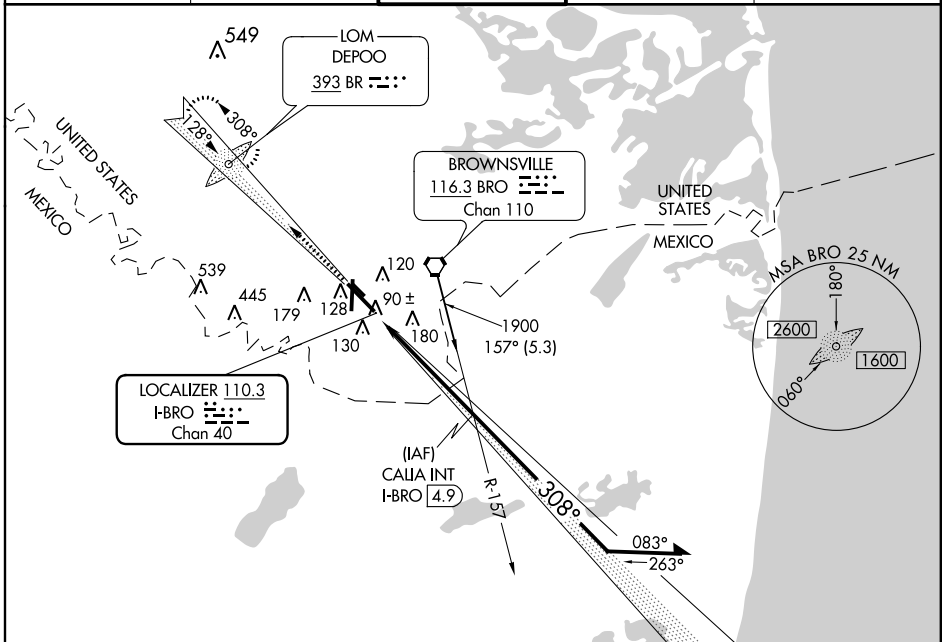 549
LOM
DEPOO
393 BR
308°
128°
UNITED STATES
MEXICO
BROWNSVILLE
116.3 BRO
Chan 110
UNITED
STATES
MEXICO
MSA BRO 25 NM
180°
2600
1600
060°
539
445
179
128
120
90 ±
130
180
1900
157° (5.3)
LOCALIZER 110.3
I-BRO
Chan 40
(IAF)
CALIA INT
I-BRO 4.9
R-157
308°
083°
263°